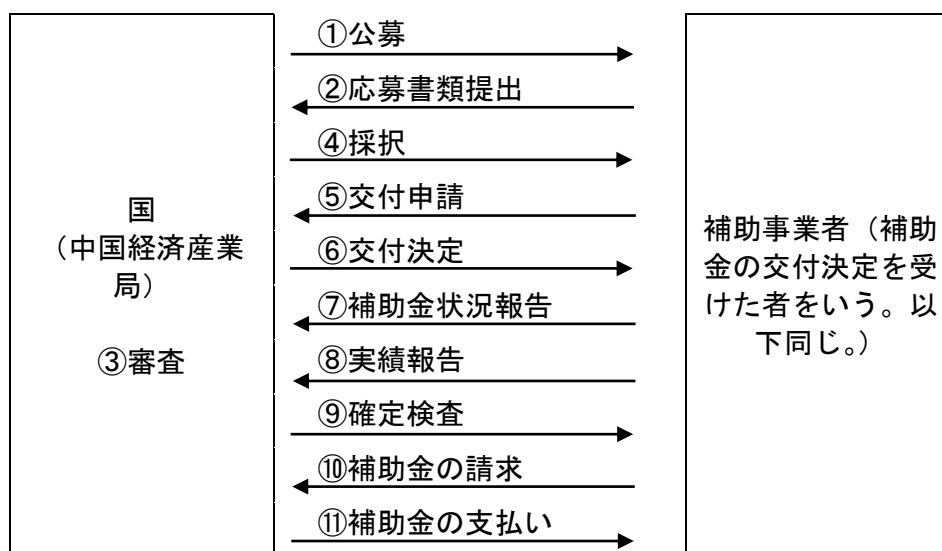 国
（中国経済産業
局）
③審査
①公募
②応募書類提出
④採択
⑤交付申請
⑥交付決定
⑦補助金状況報告
⑧実績報告
⑨確定検査
⑩補助金の請求
⑪補助金の支払い
補助事業者（補助
金の交付決定を受
けた者をいう。以
下同じ。）